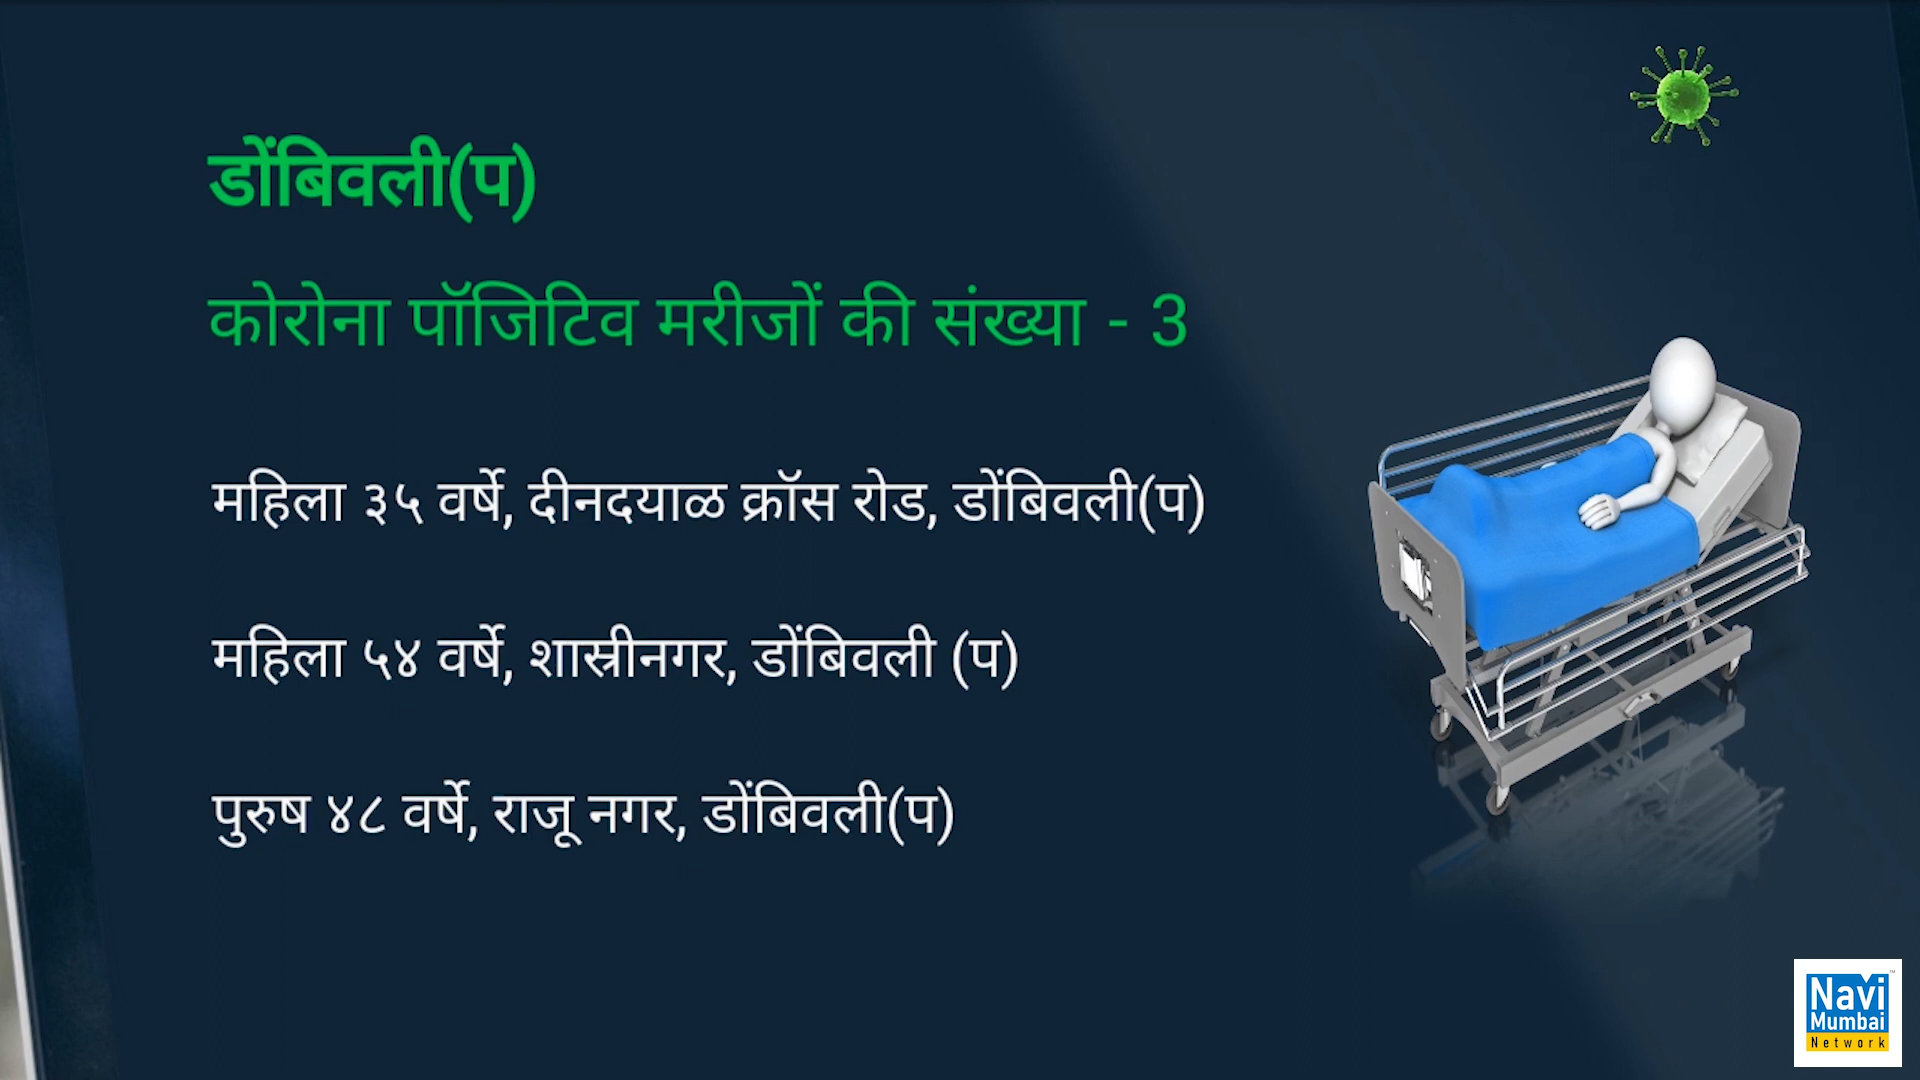 डोंबिवली(प)
कोरोना पॉजिटिव मरीजों की संख्या - 3
महिला ३५ वर्षे, दीनदयाळ क्रॉस रोड, डोंबिवली(प)
महिला ५४ वर्षे, शास्त्रीनगर, डोंबिवली (प)
पुरुष ४८ वर्षे, राजू नगर, डोंबिवली(प)
Navi
Mumbai
Network